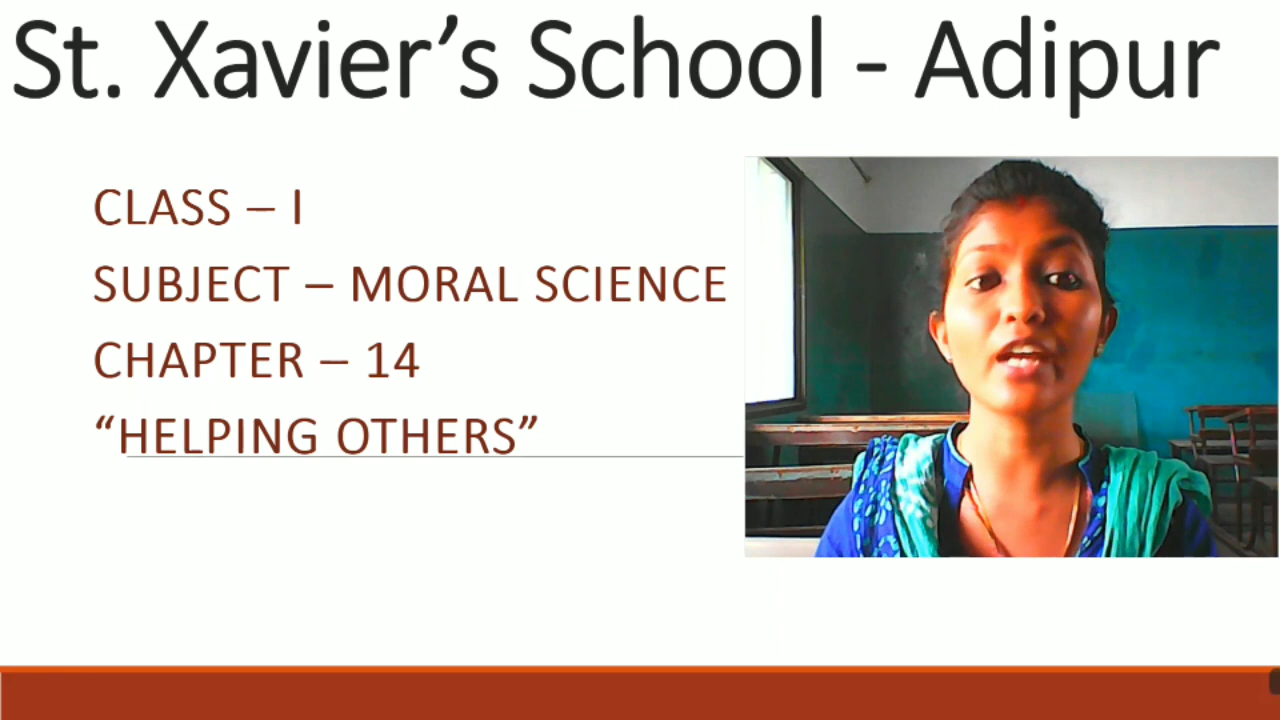 St. Xavier’s School - Adipur
CLASS – I
SUBJECT – MORAL SCIENCE
CHAPTER – 14
“HELPING OTHERS”